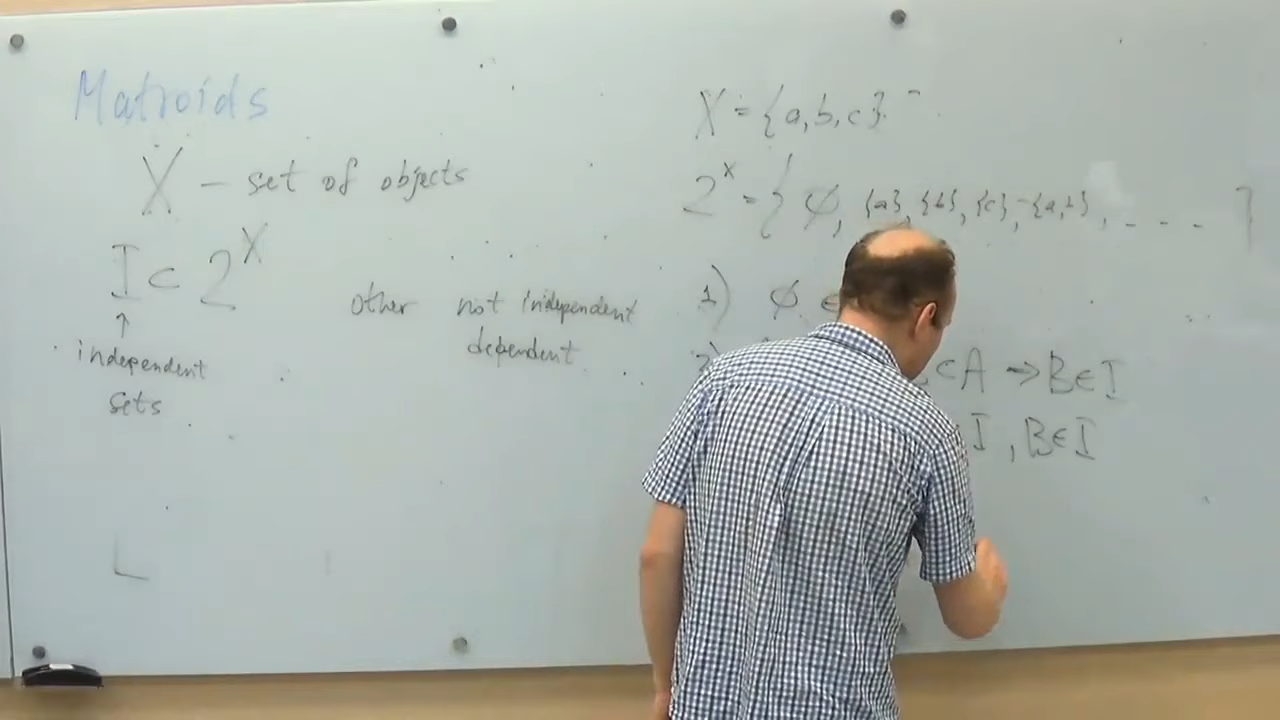 Matroids
X - set of objects
I ⊂ 2^X
↑
independent
sets
other not independent
dependent
X = {a,b,c}
2^X = { ∅, {a}, {b}, {c}, {a,b}, - - - }
1) ∅ ∈
2) ⊂ A → B ∈ I
I , B ∈ I